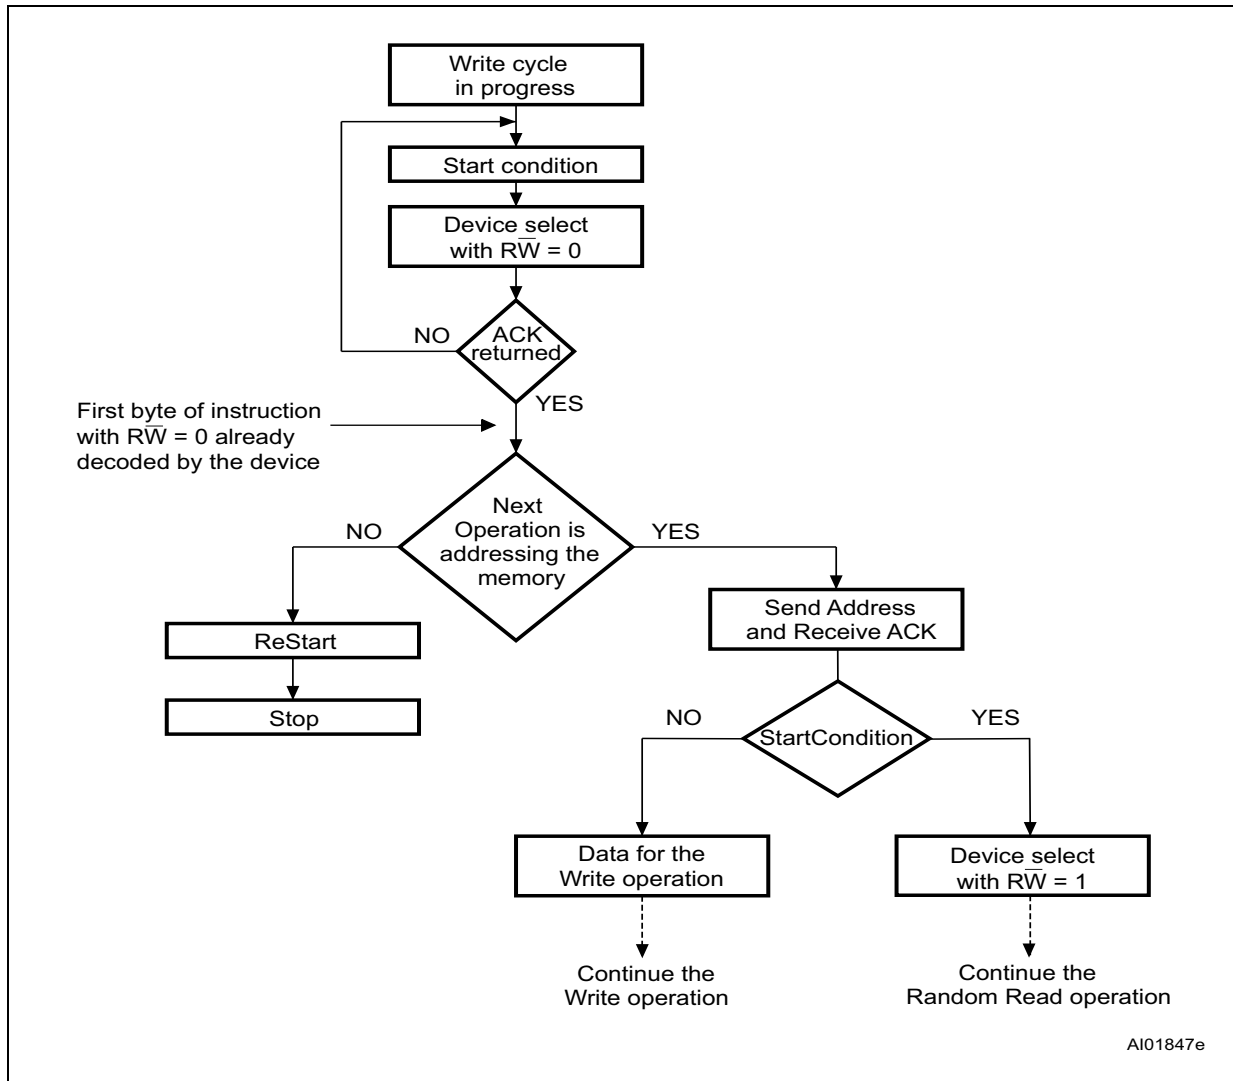 Write cycle
in progress
Start condition
Device select
with RW̅ = 0
ACK
returned
NO
YES
First byte of instruction
with RW̅ = 0 already
decoded by the device
Next
Operation is
addressing the
memory
NO
YES
Send Address
and Receive ACK
ReStart
Stop
StartCondition
NO
YES
Data for the
Write operation
Device select
with RW̅ = 1
Continue the
Write operation
Continue the
Random Read operation
AI01847e